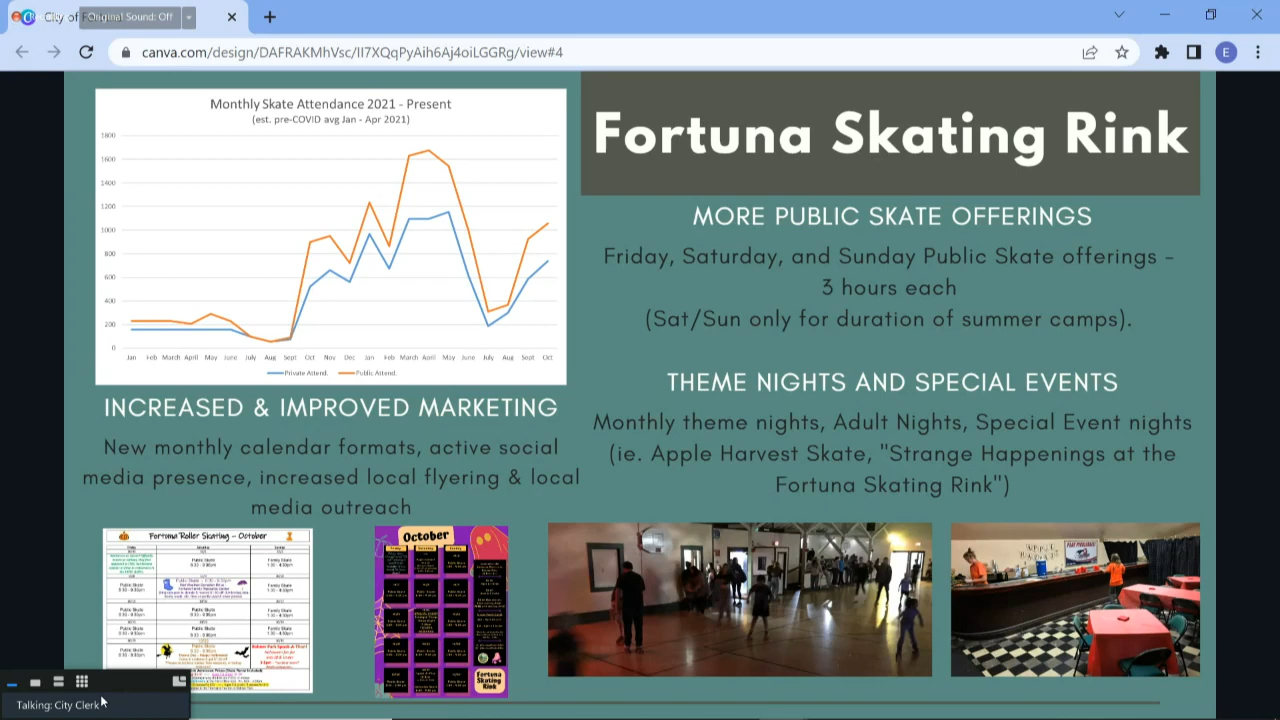 City of Fo
Original Sound: Off
canva.com/design/DAFRAKMhVsc/II7XQqPyAih6Aj4oiLGGRg/view#4
E
Monthly Skate Attendance 2021 - Present
(est. pre-COVID avg Jan - Apr 2021)
1800
1600
1400
1200
1000
800
600
400
200
0
Jan Feb March April May June July Aug Sept Oct Nov Dec Jan Feb March April May June July Aug Sept Oct
Private Attend. Public Attend.
Fortuna Skating Rink
MORE PUBLIC SKATE OFFERINGS
Friday, Saturday, and Sunday Public Skate offerings -
3 hours each
(Sat/Sun only for duration of summer camps).
THEME NIGHTS AND SPECIAL EVENTS
Monthly theme nights, Adult Nights, Special Event nights
(ie. Apple Harvest Skate, "Strange Happenings at the
Fortuna Skating Rink")
INCREASED & IMPROVED MARKETING
New monthly calendar formats, active social
media presence, increased local flyering & local
media outreach
Fortuna Roller Skating - October
October
Fortuna
Skating
Rink
Talking: City Clerk